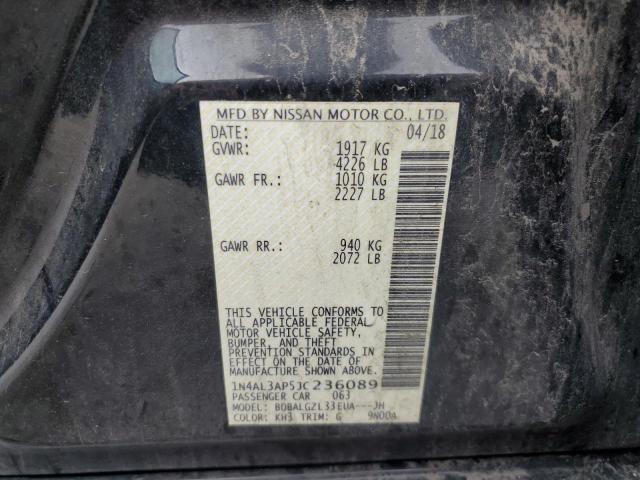 MFD BY NISSAN MOTOR CO., LTD.
DATE: 04/18
GVWR: 1917 KG
4226 LB
GAWR FR.: 1010 KG
2227 LB
GAWR RR.: 940 KG
2072 LB
THIS VEHICLE CONFORMS TO
ALL APPLICABLE FEDERAL
MOTOR VEHICLE SAFETY,
BUMPER, AND THEFT
PREVENTION STANDARDS IN
EFFECT ON THE DATE OF
MANUFACTURE SHOWN ABOVE.
1N4AL3AP5JC236089
PASSENGER CAR 063
MODEL: BDBALGZL33EUA---JH
COLOR: KH3 TRIM: G 9N00A